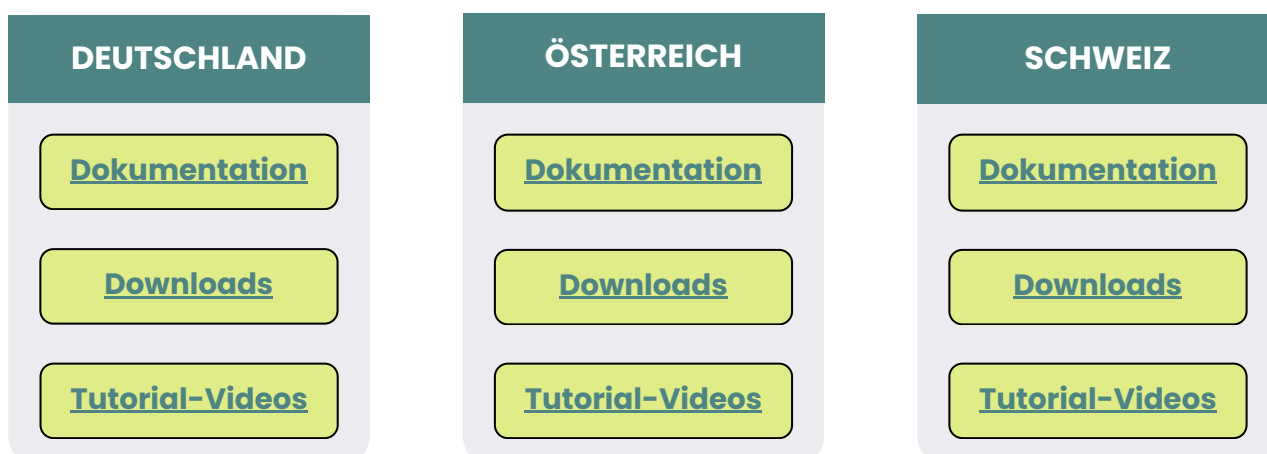 DEUTSCHLAND
Dokumentation
Downloads
Tutorial-Videos
ÖSTERREICH
Dokumentation
Downloads
Tutorial-Videos
SCHWEIZ
Dokumentation
Downloads
Tutorial-Videos